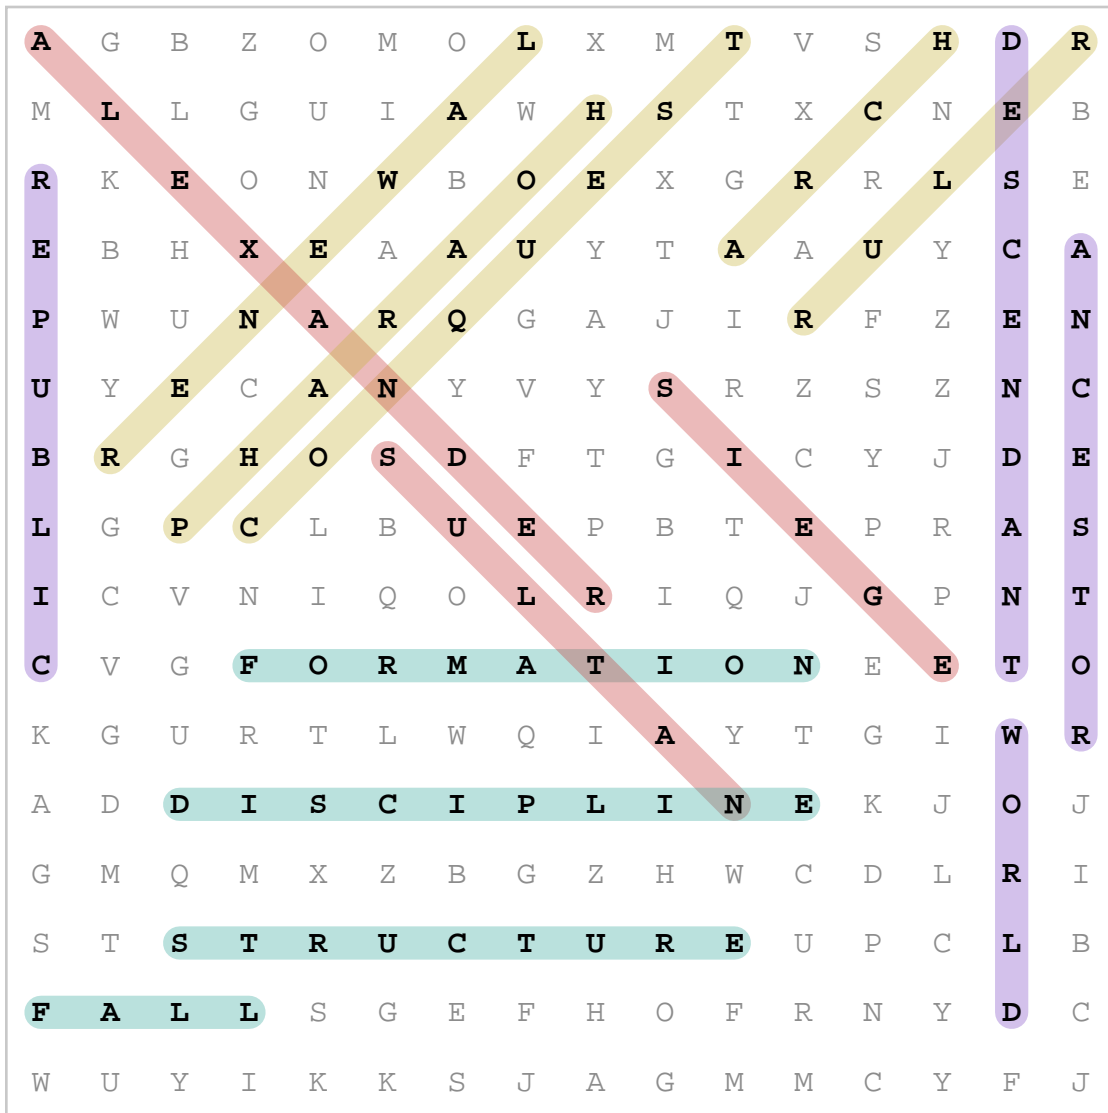 A G B Z O M O L X M T V S H D R
M L L G U I A W H S T X C N E B
R K E O N W B O E X G R R L S E
E B H X E A A U Y T A A U Y C A
P W U N A R Q G A J I R F Z E N
U Y E C A N Y V Y S R Z S Z N C
B R G H O S D F T G I C Y J D E
L G P C L B U E P B T E P R A S
I C V N I Q O L R I Q J G P N T
C V G F O R M A T I O N E E T O
K G U R T L W Q I A Y T G I W R
A D D I S C I P L I N E K J O J
G M Q M X Z B G Z H W C D L R I
S T S T R U C T U R E U P C L B
F A L L S G E F H O F R N Y D C
W U Y I K K S J A G M M C Y F J